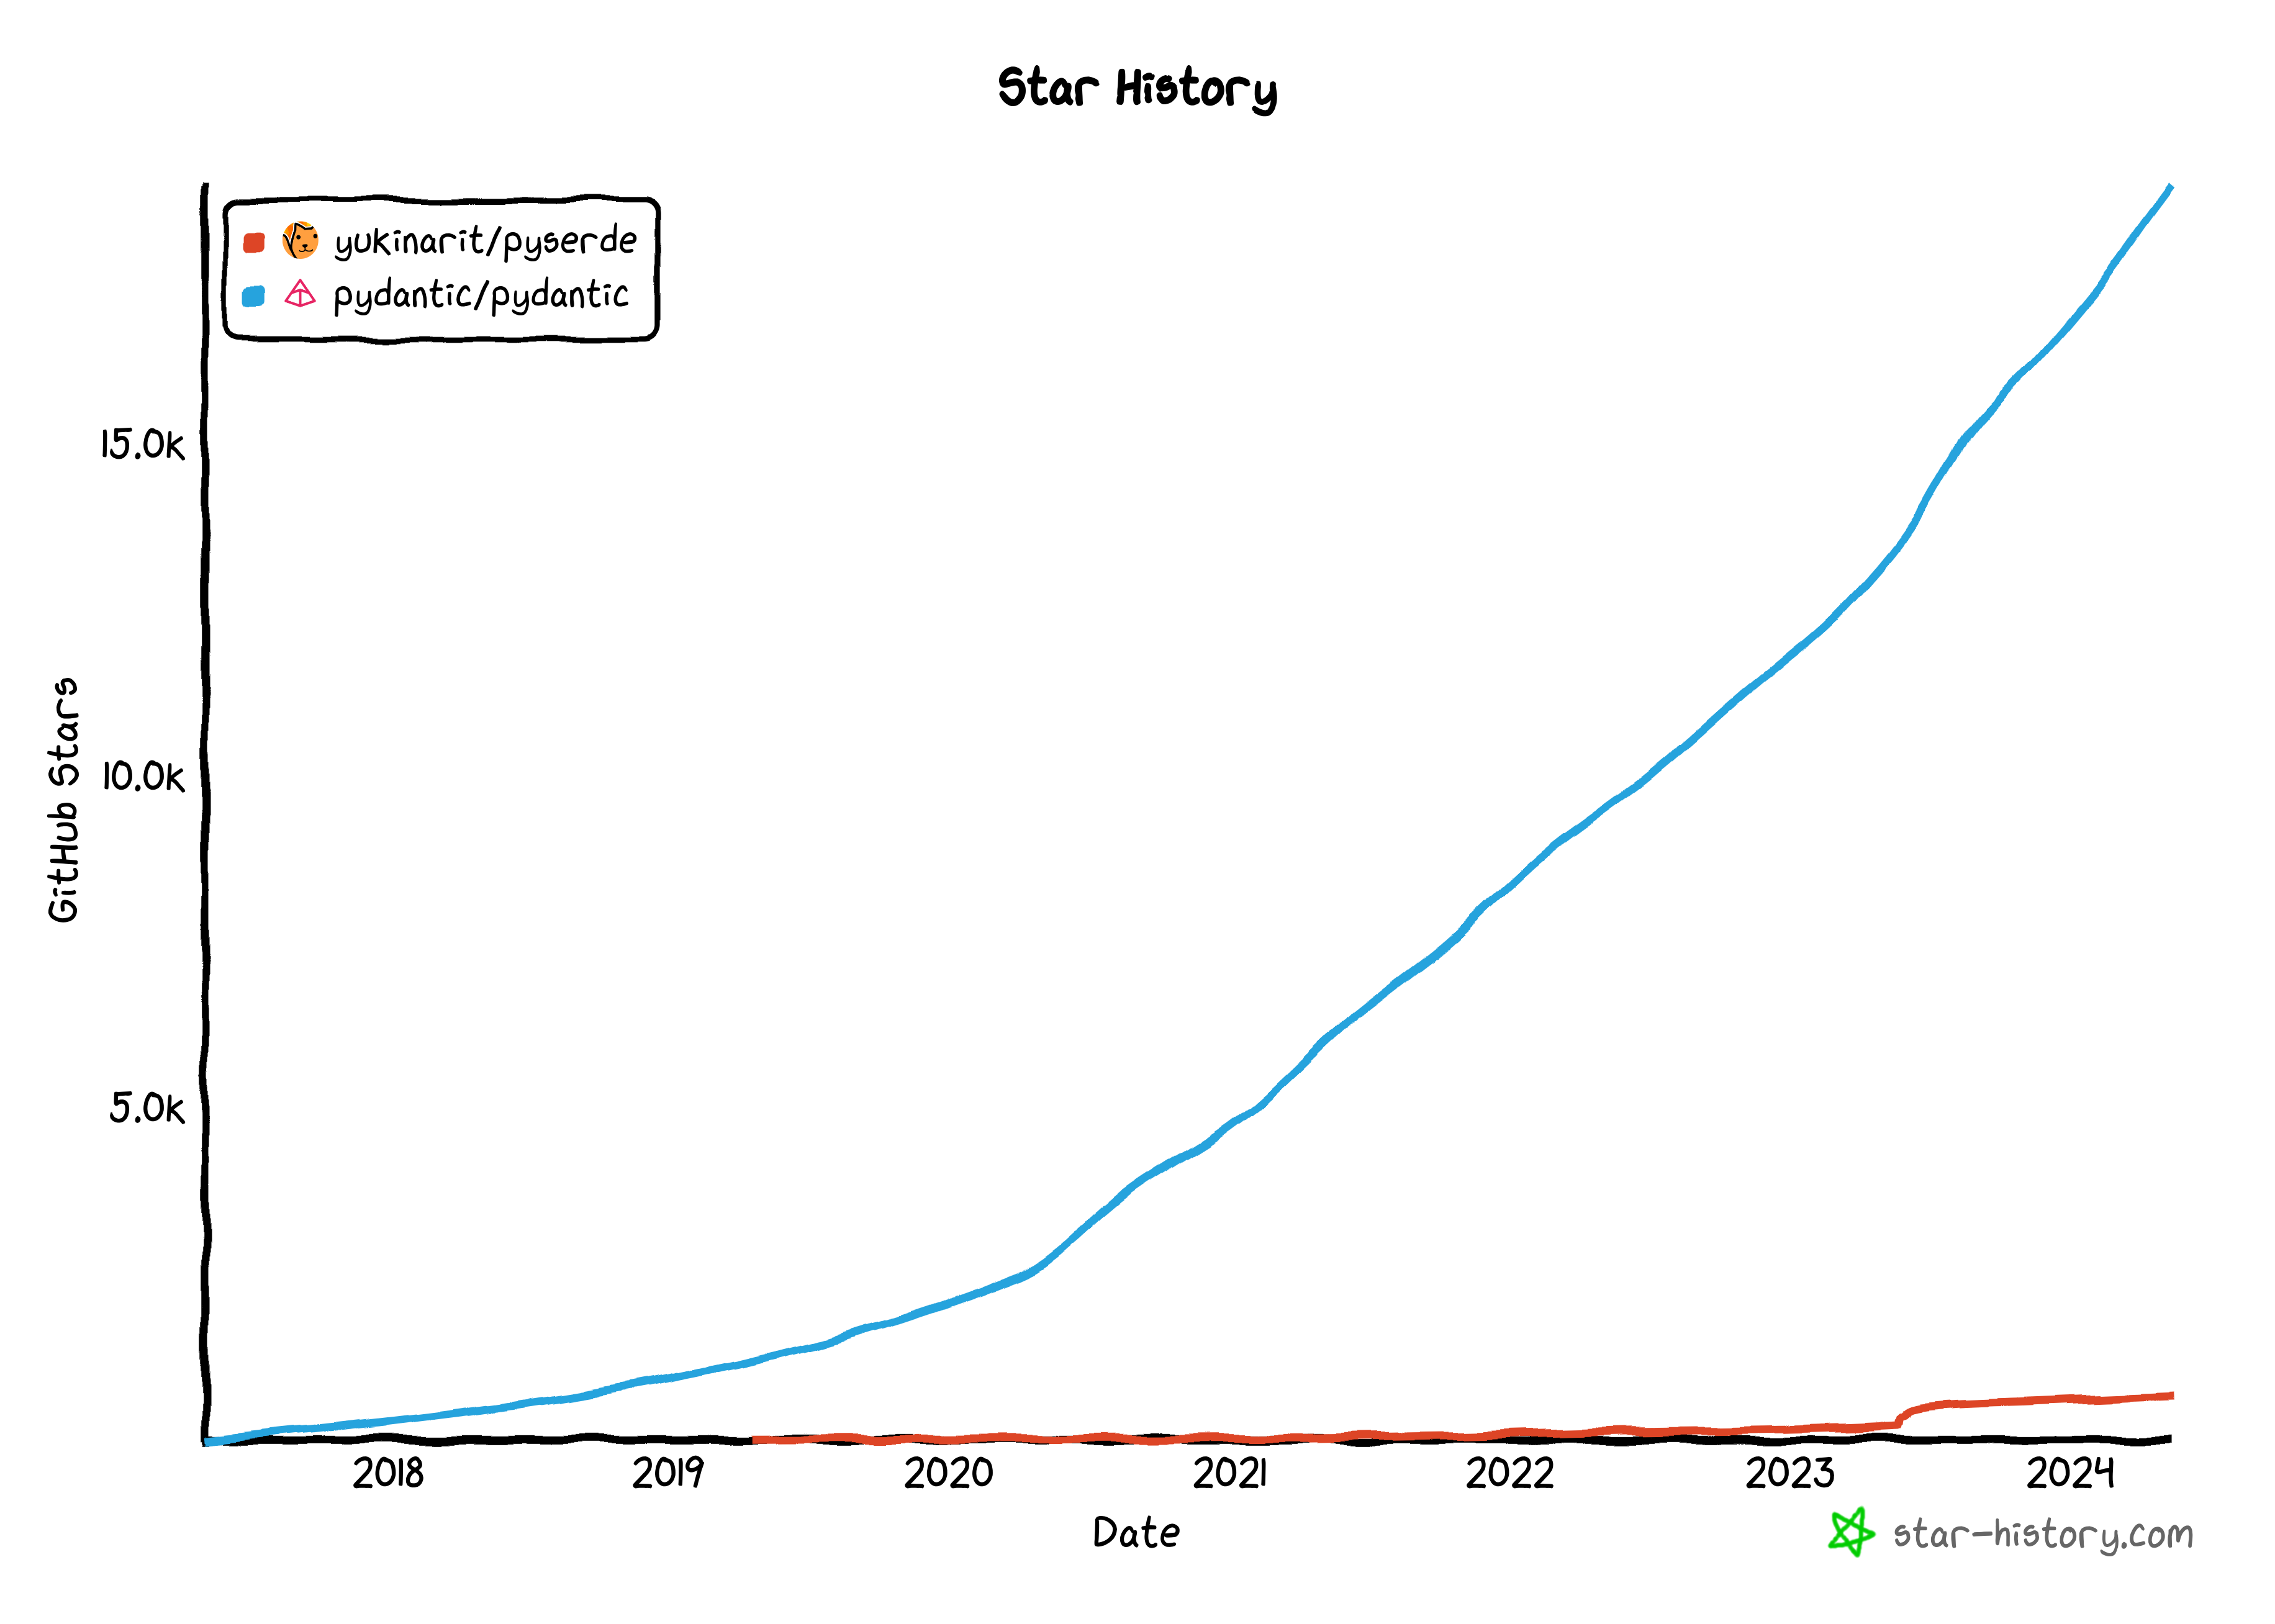 Star History
yukinarit/pyserde
pydantic/pydantic
15.0K
10.0K
5.0K
GitHub Stars
2018 2019 2020 2021 2022 2023 2024
Date
star-history.com